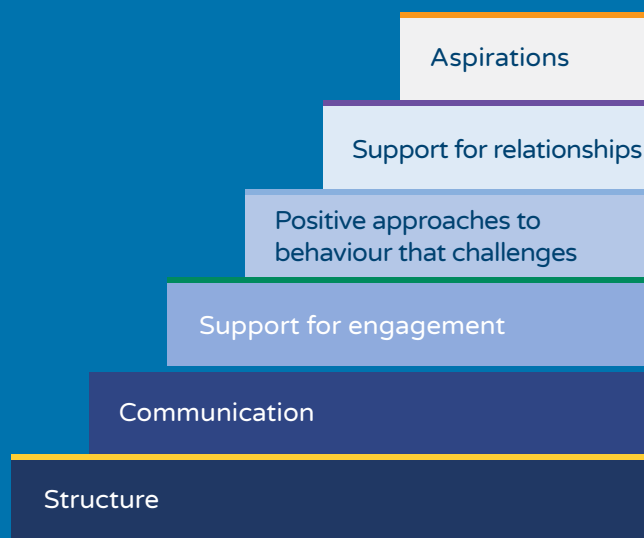 Aspirations
Support for relationships
Positive approaches to
behaviour that challenges
Support for engagement
Communication
Structure